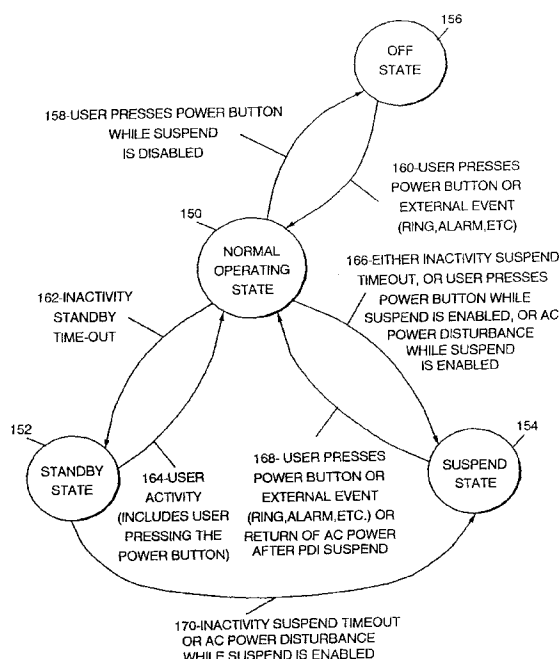 156
OFF
STATE
158-USER PRESSES POWER BUTTON
WHILE SUSPEND
IS DISABLED
160-USER PRESSES
POWER BUTTON OR
EXTERNAL EVENT
(RING,ALARM,ETC)
150
NORMAL
OPERATING
STATE
166-EITHER INACTIVITY SUSPEND
TIMEOUT, OR USER PRESSES
POWER BUTTON WHILE
SUSPEND IS ENABLED, OR AC
POWER DISTURBANCE
WHILE SUSPEND
IS ENABLED
162-INACTIVITY
STANDBY
TIME-OUT
152
STANDBY
STATE
164-USER
ACTIVITY
(INCLUDES USER
PRESSING THE
POWER BUTTON)
168- USER PRESSES
POWER BUTTON OR
EXTERNAL EVENT
(RING,ALARM,ETC.) OR
RETURN OF AC POWER
AFTER PDI SUSPEND
154
SUSPEND
STATE
170-INACTIVITY SUSPEND TIMEOUT
OR AC POWER DISTURBANCE
WHILE SUSPEND IS ENABLED